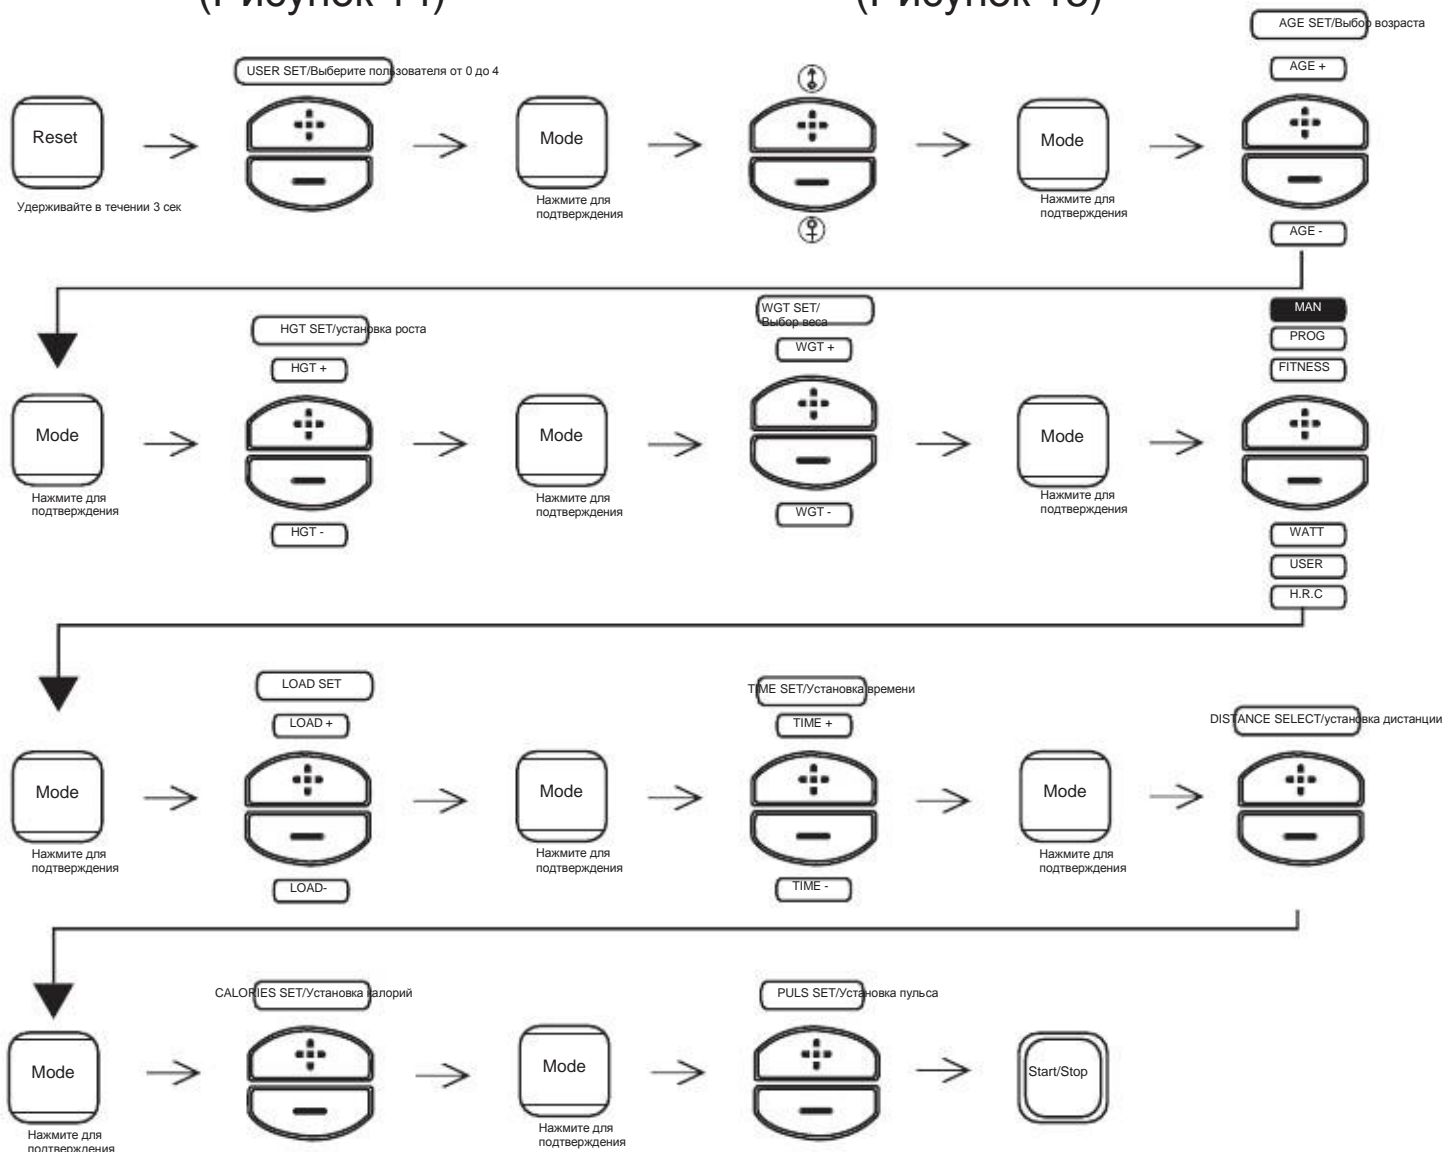 (Рисунок 14)
(Рисунок 15)
AGE SET/Выбор возраста
USER SET/Выберите пользователя от 0 до 4
AGE +
Reset
Mode
Mode
Удерживайте в течении 3 сек
Нажмите для
подтверждения
Нажмите для
подтверждения
AGE -
HGT SET/установка роста
WGT SET/
Выбор веса
MAN
PROG
FITNESS
HGT +
WGT +
Mode
Mode
Mode
Нажмите для
подтверждения
Нажмите для
подтверждения
Нажмите для
подтверждения
HGT -
WGT -
WATT
USER
H.R.C
LOAD SET
TIME SET/Установка времени
DISTANCE SELECT/установка дистанции
LOAD +
TIME +
Mode
Mode
Mode
Нажмите для
подтверждения
Нажмите для
подтверждения
Нажмите для
подтверждения
LOAD-
TIME -
CALORIES SET/Установка калорий
PULS SET/Установка пульса
Mode
Mode
Start/Stop
Нажмите для
подтверждения
Нажмите для
подтверждения